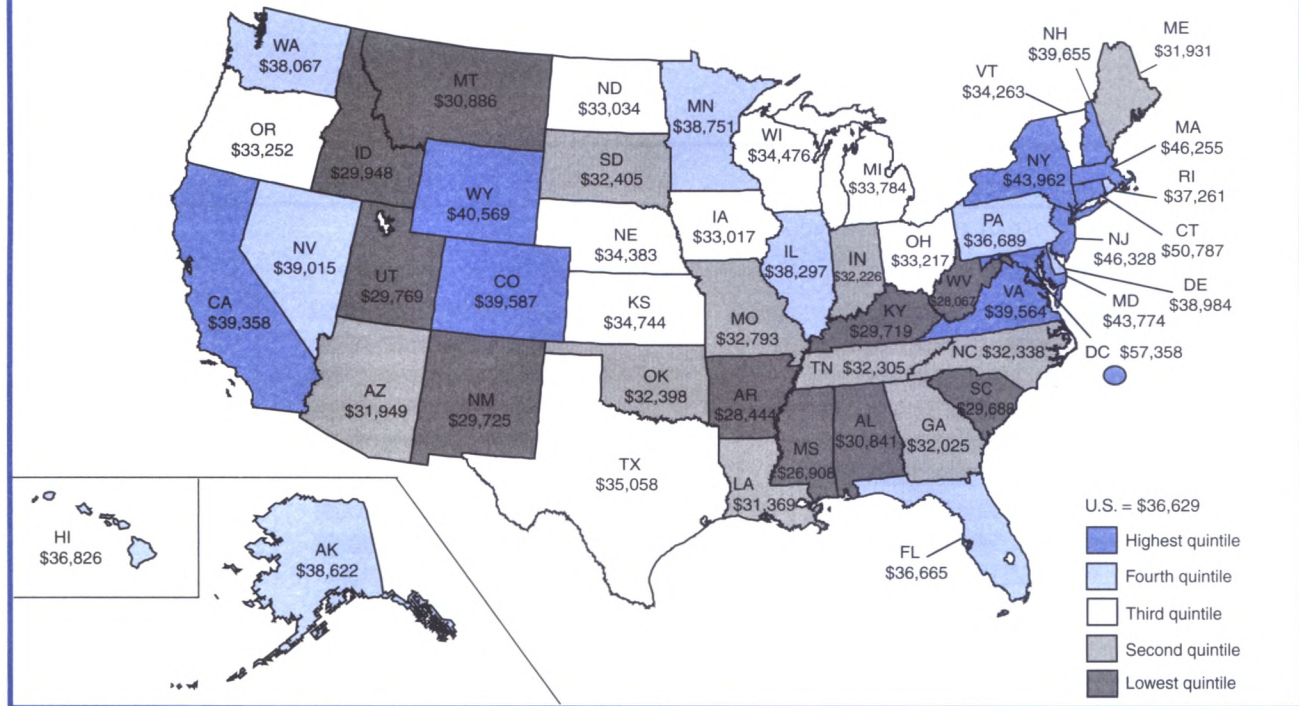 WA
$38,067
OR
$33,252
CA
$39,358
NV
$39,015
ID
$29,948
MT
$30,886
WY
$40,569
UT
$29,769
CO
$39,587
AZ
$31,949
NM
$29,725
ND
$33,034
SD
$32,405
NE
$34,383
KS
$34,744
OK
$32,398
TX
$35,058
MN
$38,751
IA
$33,017
MO
$32,793
AR
$28,444
LA
$31,369
WI
$34,476
IL
$38,297
MI
$33,784
IN
$32,226
OH
$33,217
KY
$29,719
TN $32,305
MS
$26,908
AL
$30,841
GA
$32,025
FL
$36,665
SC
$29,688
NC $32,338
WV
$28,067
VA
$39,564
PA
$36,689
NY
$43,962
VT
$34,263
NH
$39,655
ME
$31,931
MA
$46,255
RI
$37,261
CT
$50,787
NJ
$46,328
DE
$38,984
MD
$43,774
DC $57,358
HI
$36,826
AK
$38,622
U.S. = $36,629
Highest quintile
Fourth quintile
Third quintile
Second quintile
Lowest quintile